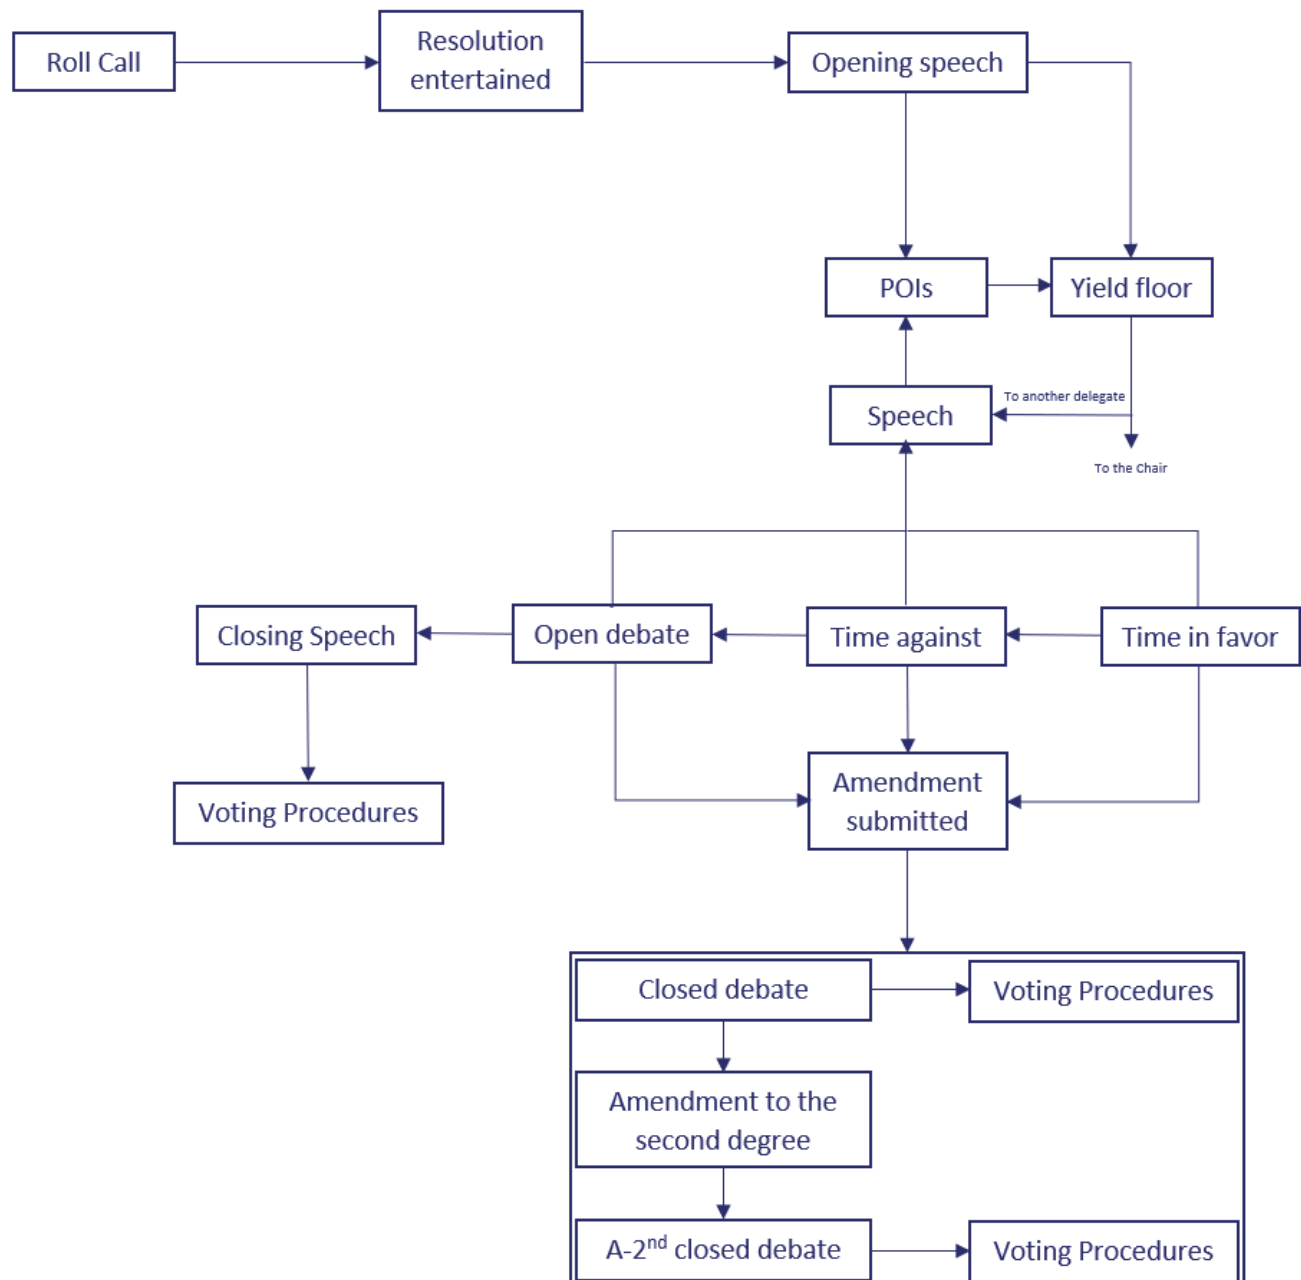 Roll Call
Resolution
entertained
Opening speech
POIs
Yield floor
To another delegate
Speech
To the Chair
Closing Speech
Open debate
Time against
Time in favor
Amendment
submitted
Voting Procedures
Closed debate
Voting Procedures
Amendment to the
second degree
A-2nd closed debate
Voting Procedures